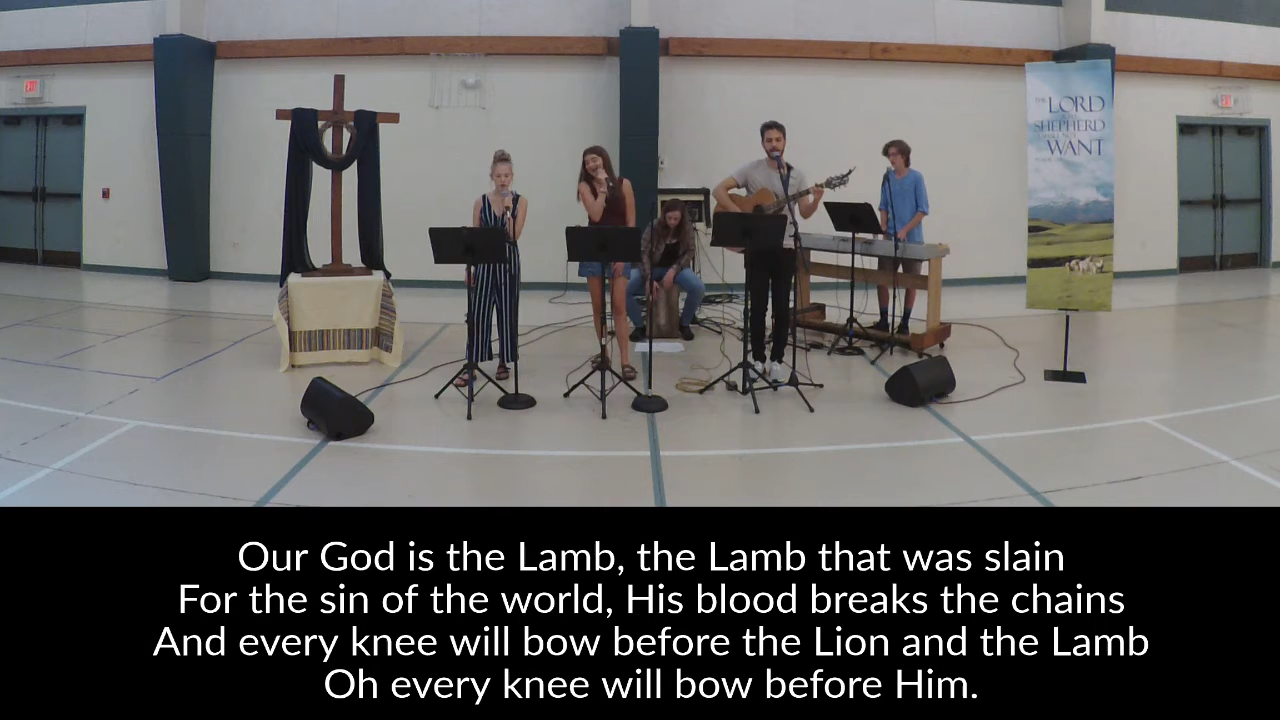 EXIT
EXIT
THE LORD
SHEPHERD
WANT
Our God is the Lamb, the Lamb that was slain
For the sin of the world, His blood breaks the chains
And every knee will bow before the Lion and the Lamb
Oh every knee will bow before Him.